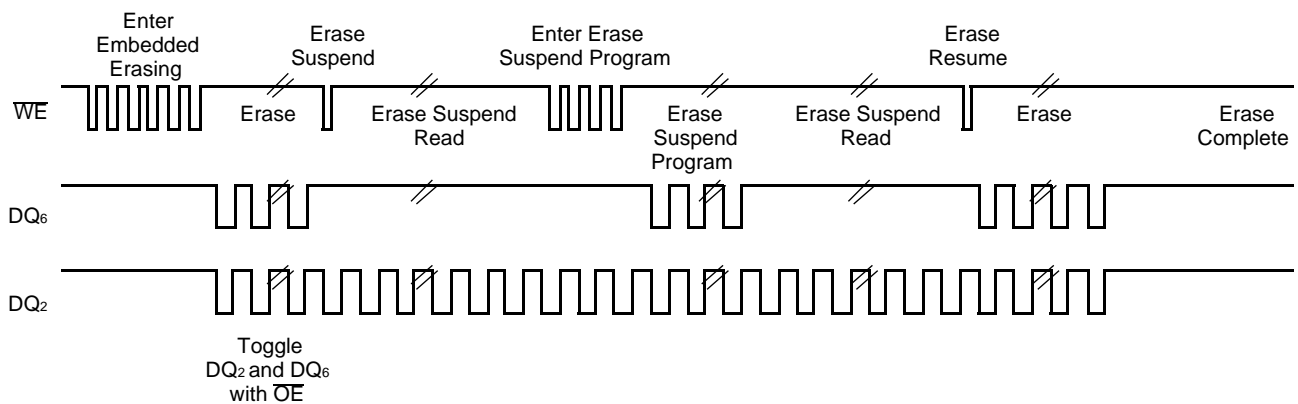 Enter
Embedded
Erasing
Erase
Suspend
Enter Erase
Suspend Program
Erase
Resume
WE
Erase
Erase Suspend
Read
Erase
Suspend
Program
Erase Suspend
Read
Erase
Erase
Complete
DQ6
DQ2
Toggle
DQ2 and DQ6
with OE